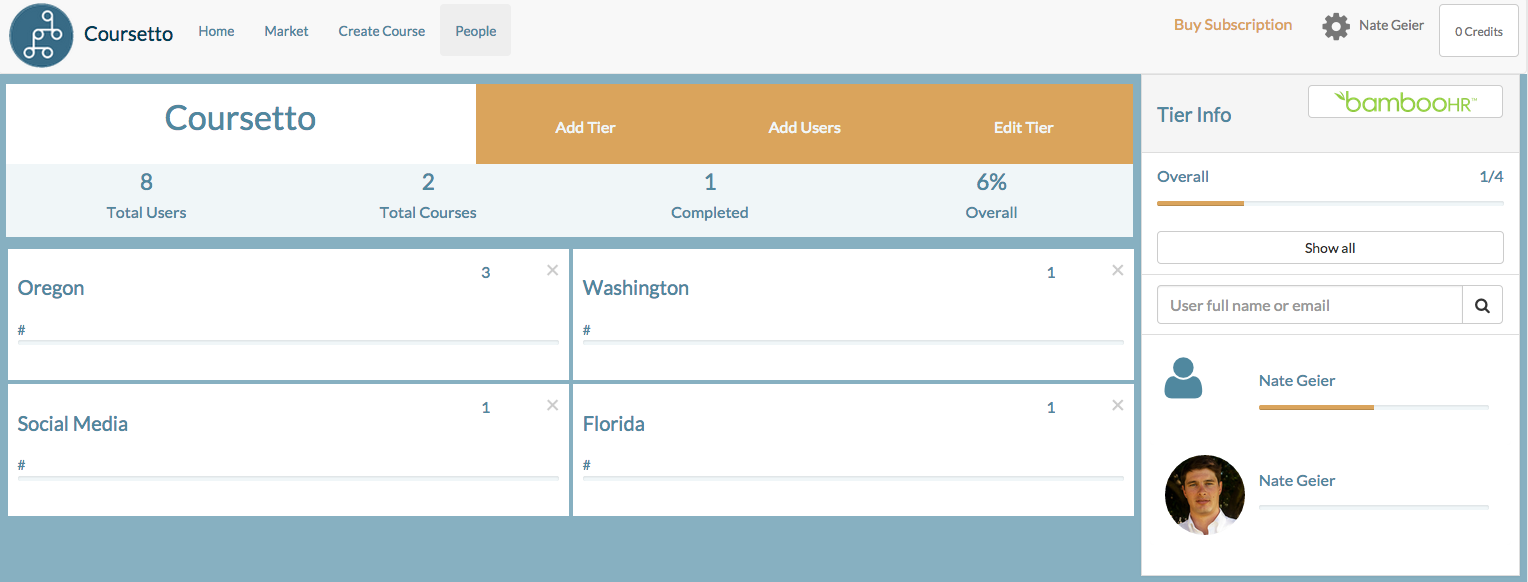 Coursetto
Home
Market
Create Course
People
Buy Subscription
Nate Geier
0 Credits
Coursetto
Add Tier
Add Users
Edit Tier
8
Total Users
2
Total Courses
1
Completed
6%
Overall
Oregon
3
×
#
Washington
1
×
#
Social Media
1
×
#
Florida
1
×
#
Tier Info
bambooHR™
Overall
1/4
Show all
User full name or email
Nate Geier
Nate Geier